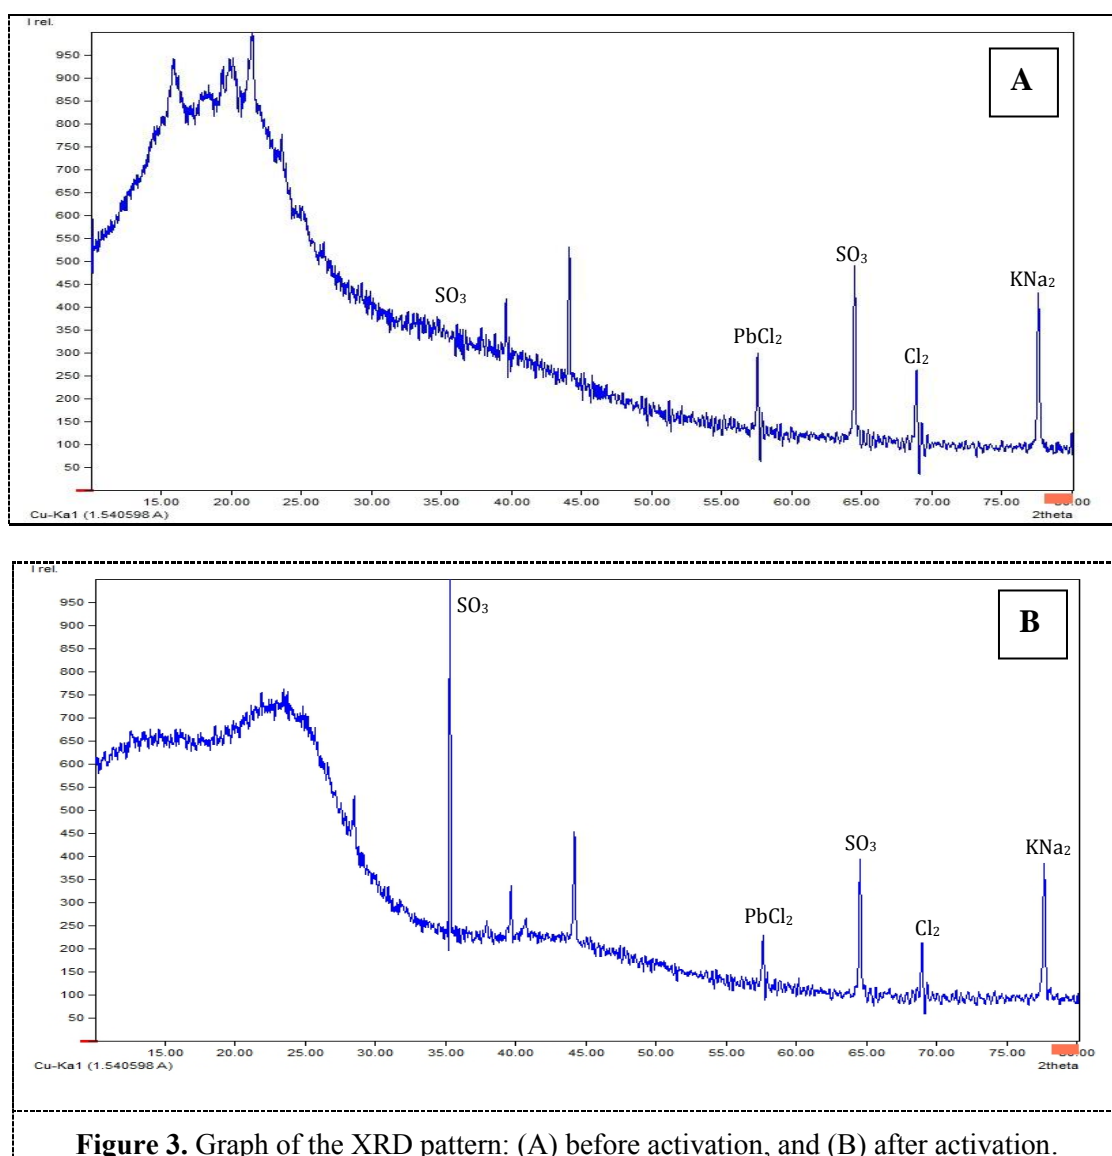 I rel.
A
950
900
850
800
750
700
650
600
550
500
450
400
350
300
250
200
150
100
50
SO₃
PbCl₂
SO₃
Cl₂
KNa₂
15.00 20.00 25.00 30.00 35.00 40.00 45.00 50.00 55.00 60.00 65.00 70.00 75.00 80.00
Cu-Ka1 (1.540598 A) 2theta
I rel.
B
950
900
850
800
750
700
650
600
550
500
450
400
350
300
250
200
150
100
50
SO₃
PbCl₂
SO₃
Cl₂
KNa₂
15.00 20.00 25.00 30.00 35.00 40.00 45.00 50.00 55.00 60.00 65.00 70.00 75.00 80.00
Cu-Ka1 (1.540598 A) 2theta
Figure 3. Graph of the XRD pattern: (A) before activation, and (B) after activation.